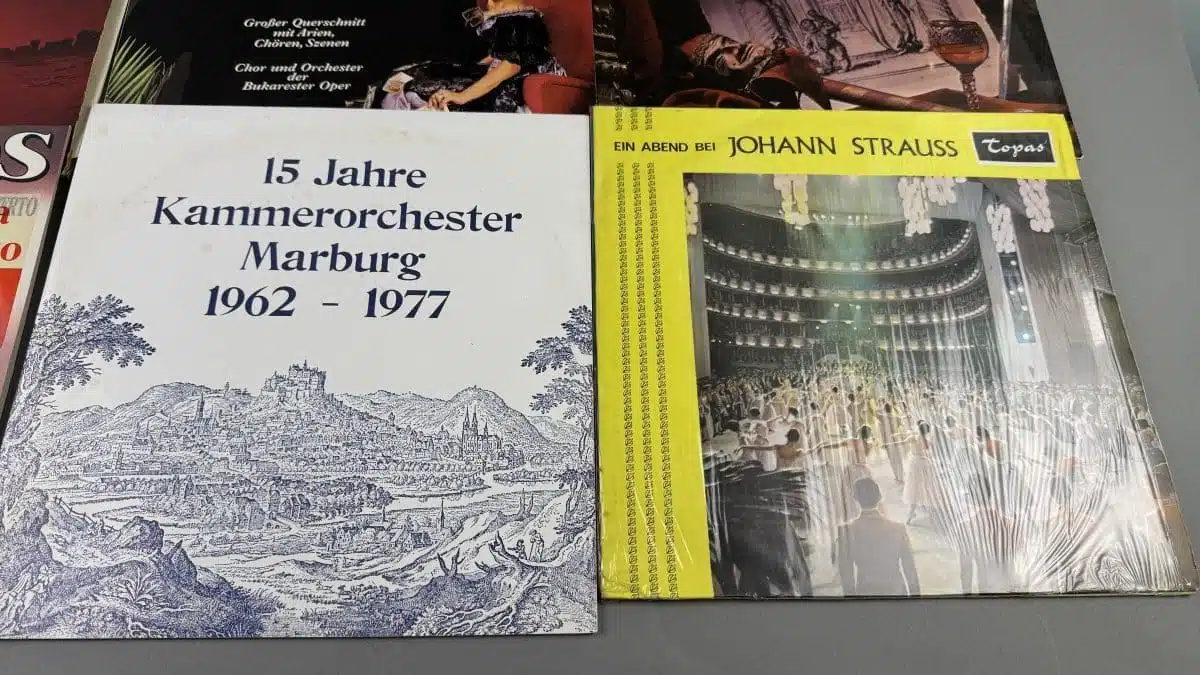 Großer Querschnitt
mit Arien,
Chören, Szenen
Chor und Orchester
der
Bukarester Oper
S
a
ERTO
o
15 Jahre
Kammerorchester
Marburg
1962 - 1977
EIN ABEND BEI JOHANN STRAUSS
Topas